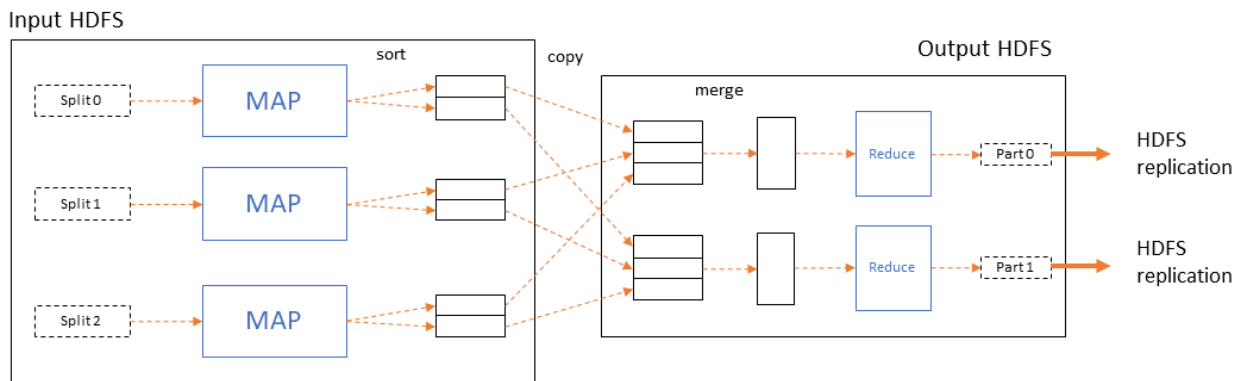 Input HDFS
sort
copy
Output HDFS
merge
Split 0
MAP
Reduce
Part 0
HDFS
replication
Split 1
MAP
Reduce
Part 1
HDFS
replication
Split 2
MAP